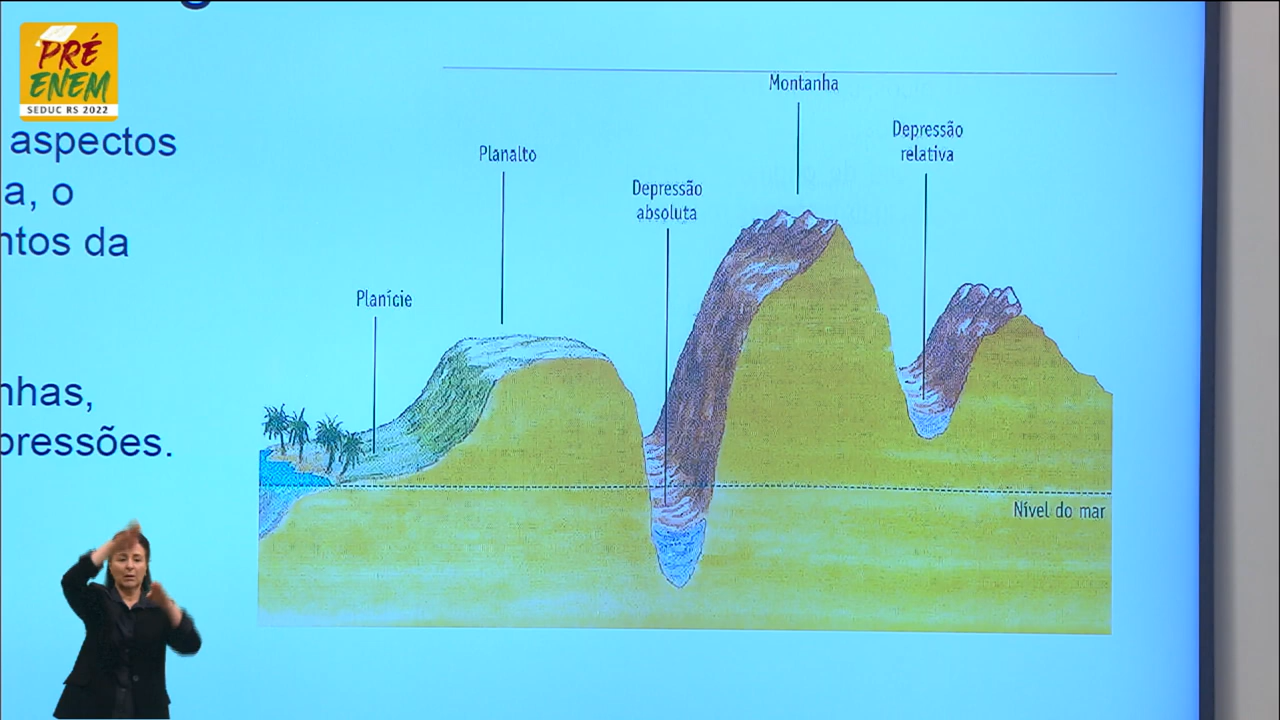 PRÉ
ENEM
SEDUC RS 2022
aspectos
a, o
ntos da
nhas,
pressões.
Montanha
Depressão
relativa
Planalto
Depressão
absoluta
Planície
Nível do mar